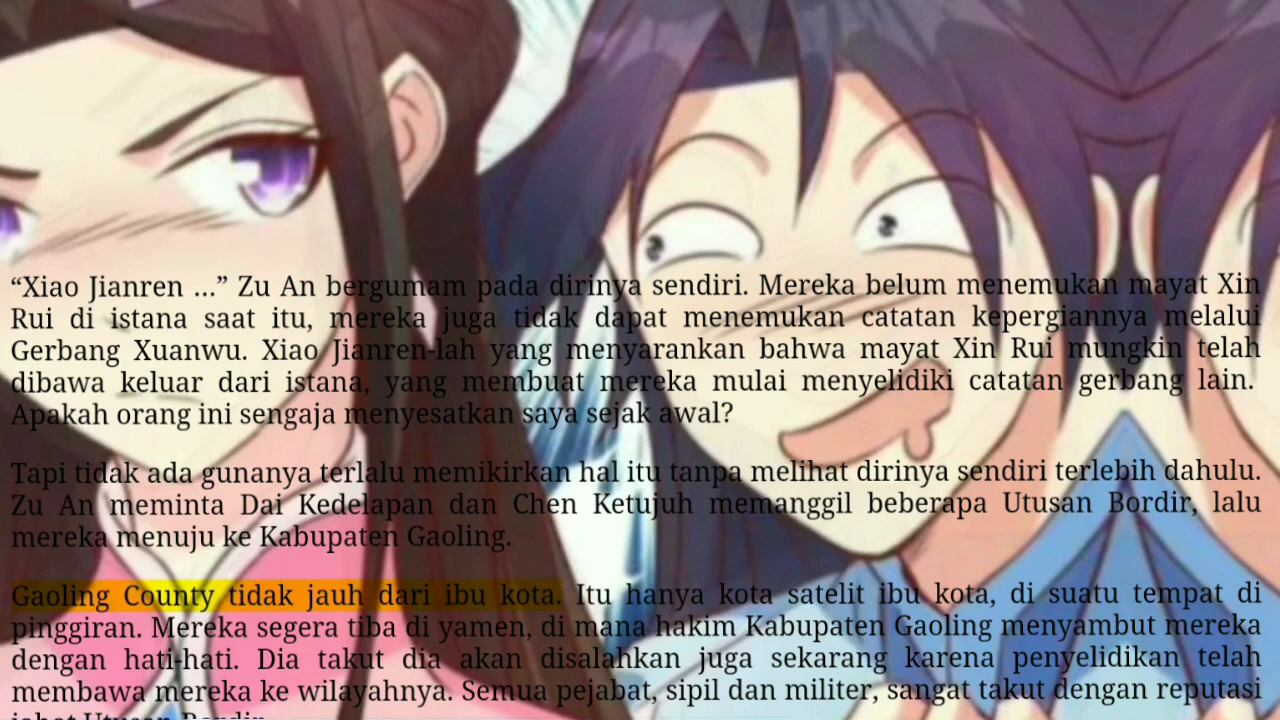 “Xiao Jianren ...” Zu An bergumam pada dirinya sendiri. Mereka belum menemukan mayat Xin
Rui di istana saat itu, mereka juga tidak dapat menemukan catatan kepergiannya melalui
Gerbang Xuanwu. Xiao Jianren-lah yang menyarankan bahwa mayat Xin Rui mungkin telah
dibawa keluar dari istana, yang membuat mereka mulai menyelidiki catatan gerbang lain.
Apakah orang ini sengaja menyesatkan saya sejak awal?
Tapi tidak ada gunanya terlalu memikirkan hal itu tanpa melihat dirinya sendiri terlebih dahulu.
Zu An meminta Dai Kedelapan dan Chen Ketujuh memanggil beberapa Utusan Bordir, lalu
mereka menuju ke Kabupaten Gaoling.
Gaoling County tidak jauh dari ibu kota. Itu hanya kota satelit ibu kota, di suatu tempat di
pinggiran. Mereka segera tiba di yamen, di mana hakim Kabupaten Gaoling menyambut mereka
dengan hati-hati. Dia takut dia akan disalahkan juga sekarang karena penyelidikan telah
membawa mereka ke wilayahnya. Semua pejabat, sipil dan militer, sangat takut dengan reputasi
jahat Utusan Bordir.